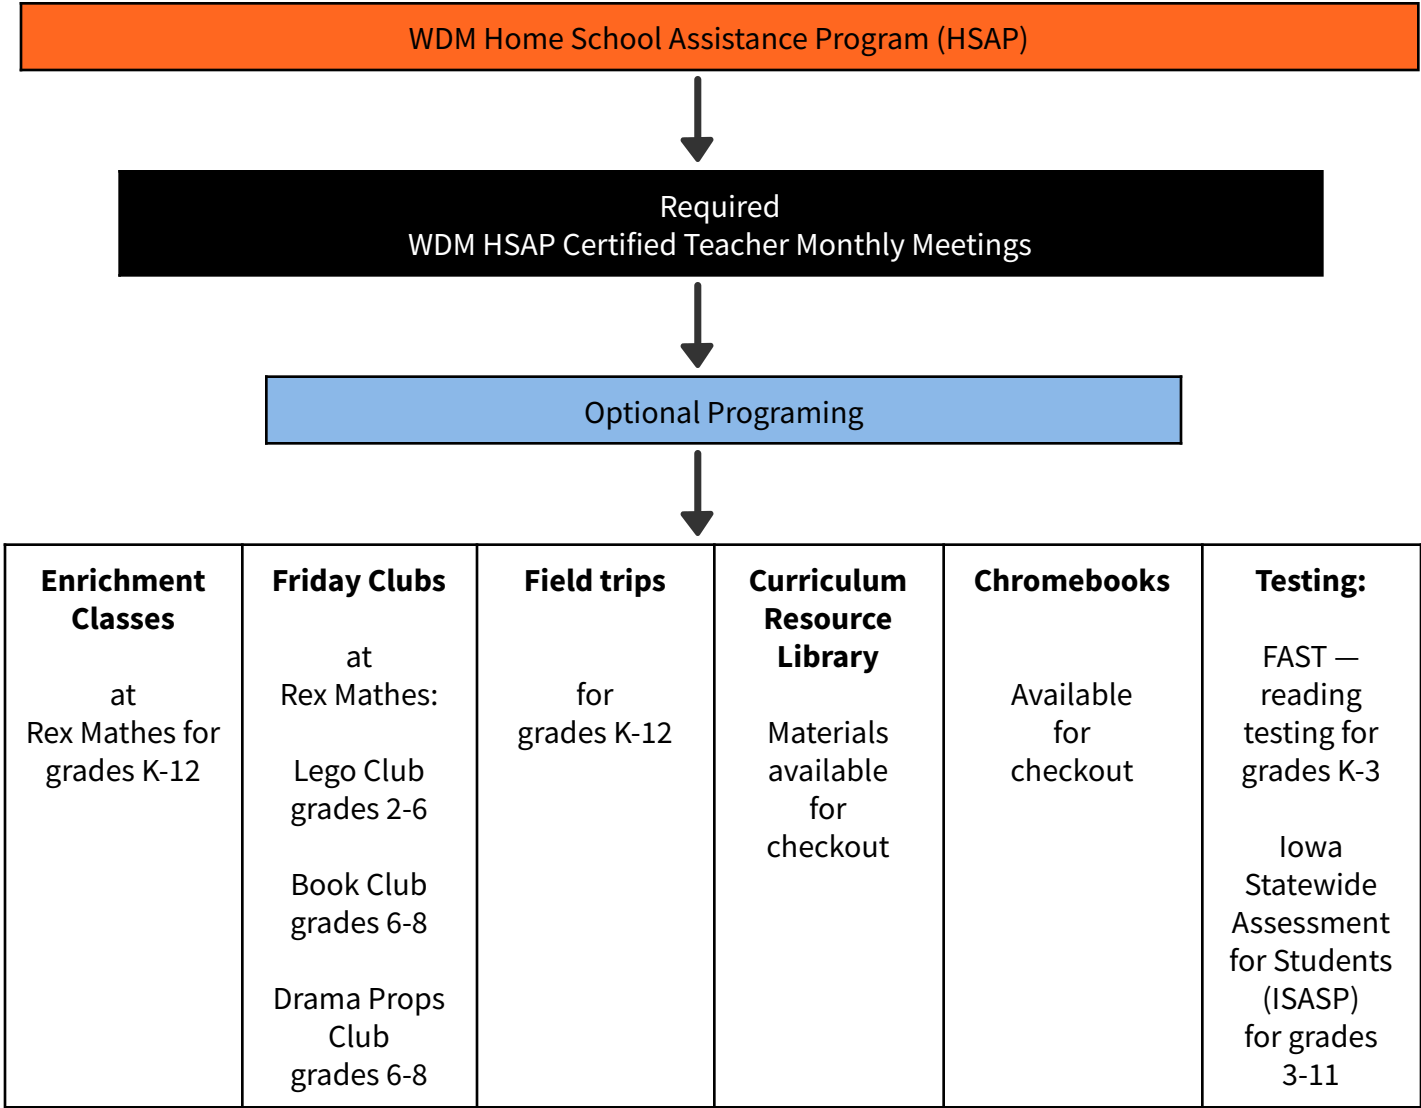 WDM Home School Assistance Program (HSAP)
Required
WDM HSAP Certified Teacher Monthly Meetings
Optional Programing
Enrichment
Classes
at
Rex Mathes for
grades K-12
Friday Clubs
at
Rex Mathes:
Lego Club
grades 2-6
Book Club
grades 6-8
Drama Props
Club
grades 6-8
Field trips
for
grades K-12
Curriculum
Resource
Library
Materials
available
for
checkout
Chromebooks
Available
for
checkout
Testing:
FAST —
reading
testing for
grades K-3
Iowa
Statewide
Assessment
for Students
(ISASP)
for grades
3-11